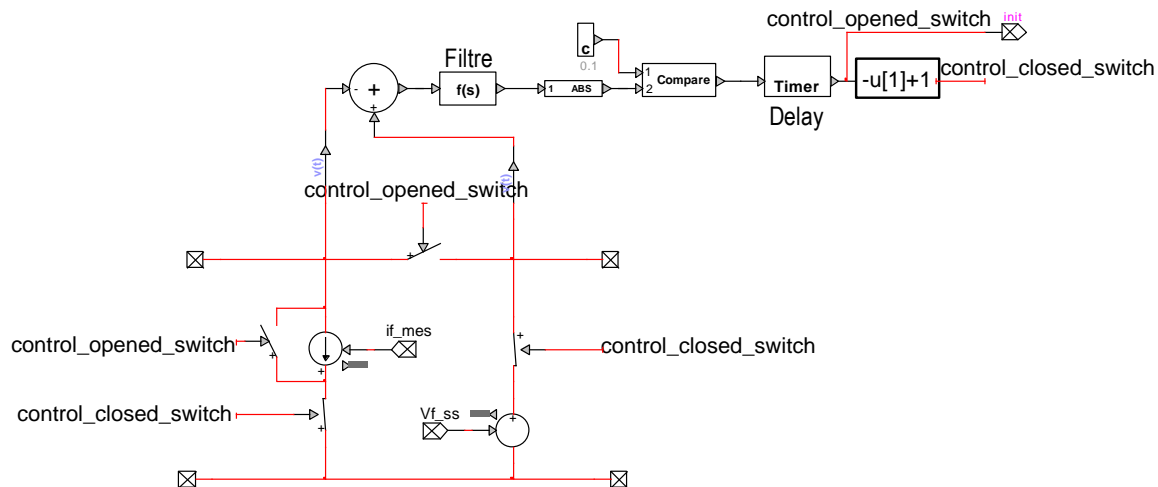 control_opened_switch
init
Filtre
c
0.1
1
2
Compare
Timer
Delay
-u[1]+1
control_closed_switch
-
+
+
f(s)
1 ABS
v(t)
control_opened_switch
+
control_opened_switch
+
if_mes
+
+
control_closed_switch
control_closed_switch
+
Vf_ss
+